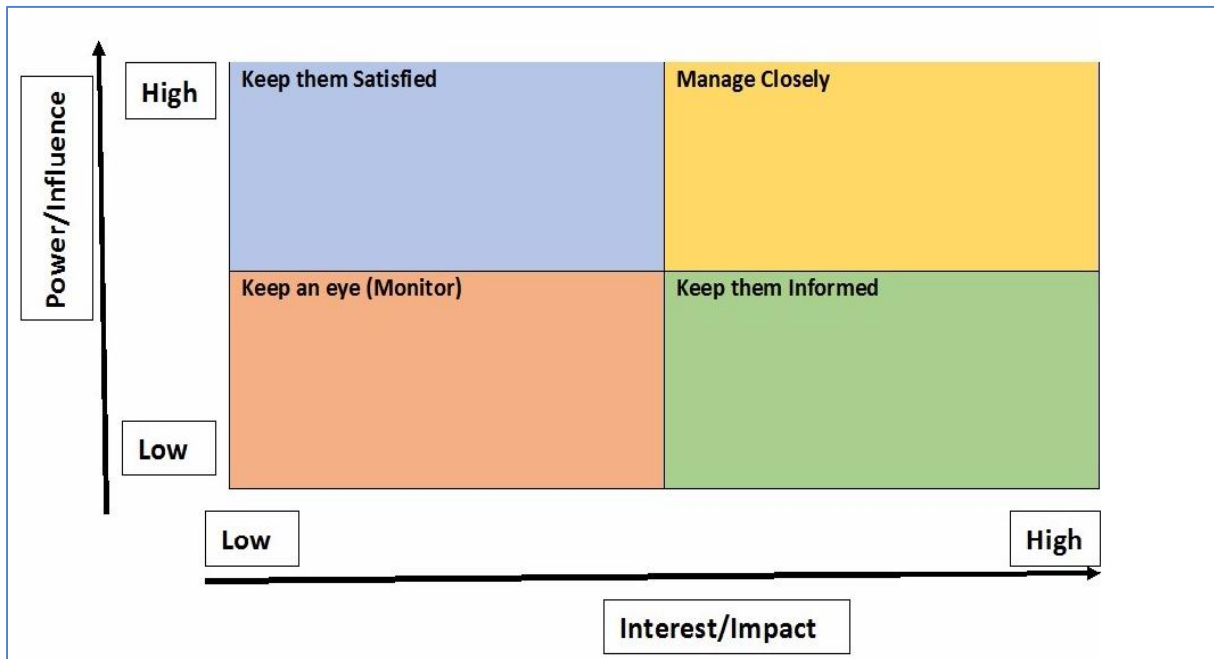 Power/Influence
High
Keep them Satisfied
Manage Closely
Keep an eye (Monitor)
Keep them Informed
Low
Low
High
Interest/Impact